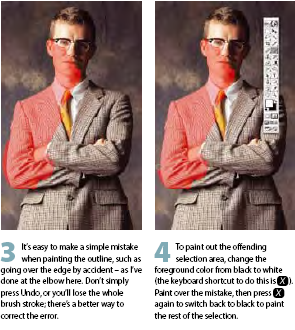 3 It's easy to make a simple mistake
when painting the outline, such as
going over the edge by accident – as I've
done at the elbow here. Don't simply
press Undo, or you'll lose the whole
brush stroke; there's a better way to
correct the error.
4 To paint out the offending
selection area, change the
foreground color from black to white
(the keyboard shortcut to do this is X).
Paint over the mistake, then press X
again to switch back to black to paint
the rest of the selection.